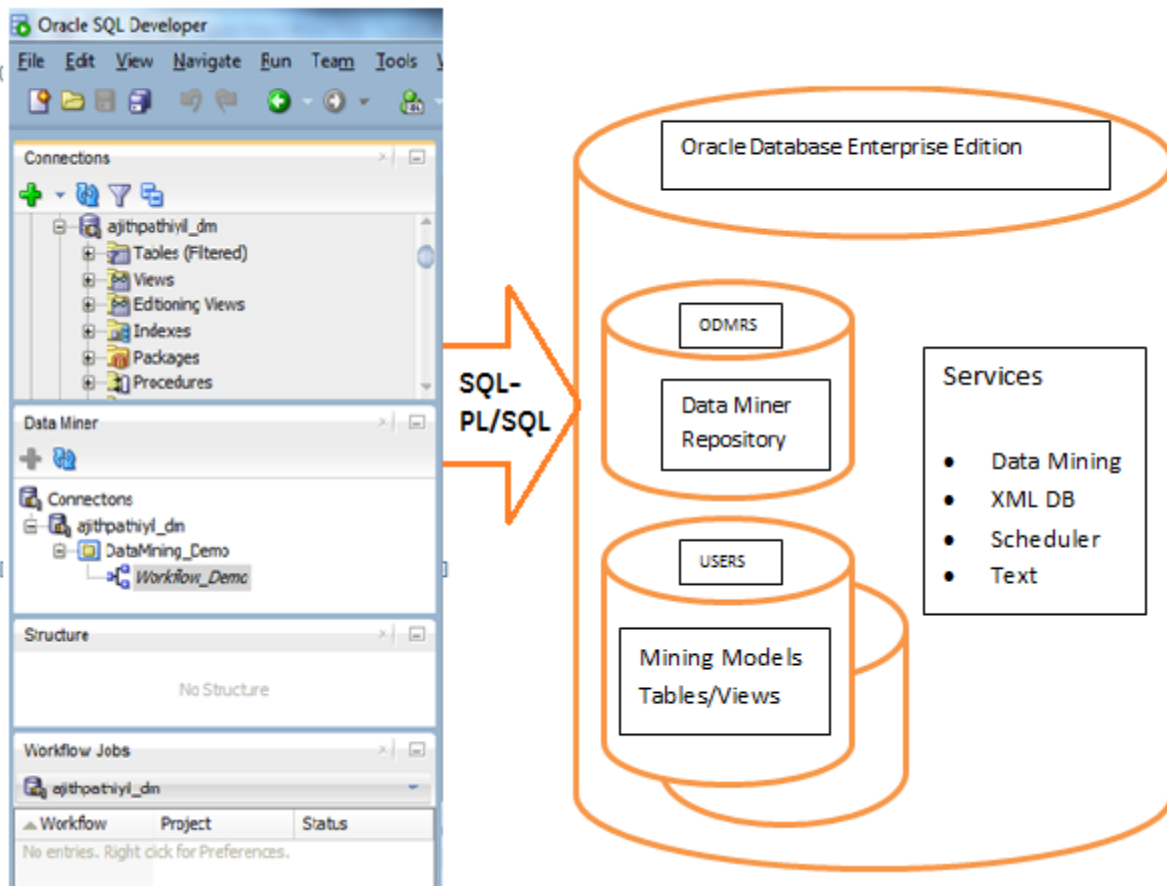 Oracle SQL Developer
File Edit View Navigate Run Team Tools
Connections
ajithpathiyil_dm
Tables (Filtered)
Views
Editioning Views
Indexes
Packages
Procedures
Data Miner
Connectons
ajithpathiyl_dm
DataMining_Demo
Workflow_Demo
Structure
No Structure
Workflow Jobs
ajithpathiyl_dm
Workflow Project Status
No entries. Right click for Preferences.
SQL-
PL/SQL
Oracle Database Enterprise Edition
ODMRS
Data Miner
Repository
USERS
Mining Models
Tables/Views
Services
• Data Mining
• XML DB
• Scheduler
• Text